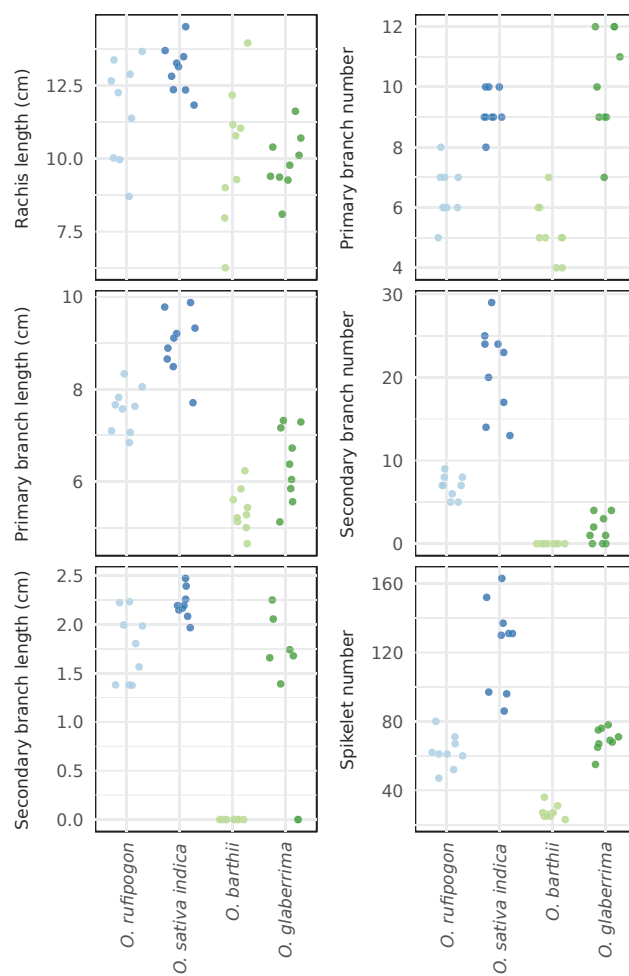 Rachis length (cm)
12.5
10.0
7.5
Primary branch number
12
10
8
6
4
Primary branch length (cm)
10
8
6
Secondary branch number
30
20
10
0
Secondary branch length (cm)
2.5
2.0
1.5
1.0
0.5
0.0
Spikelet number
160
120
80
40
O. rufipogon
O. sativa indica
O. barthii
O. glaberrima
O. rufipogon
O. sativa indica
O. barthii
O. glaberrima